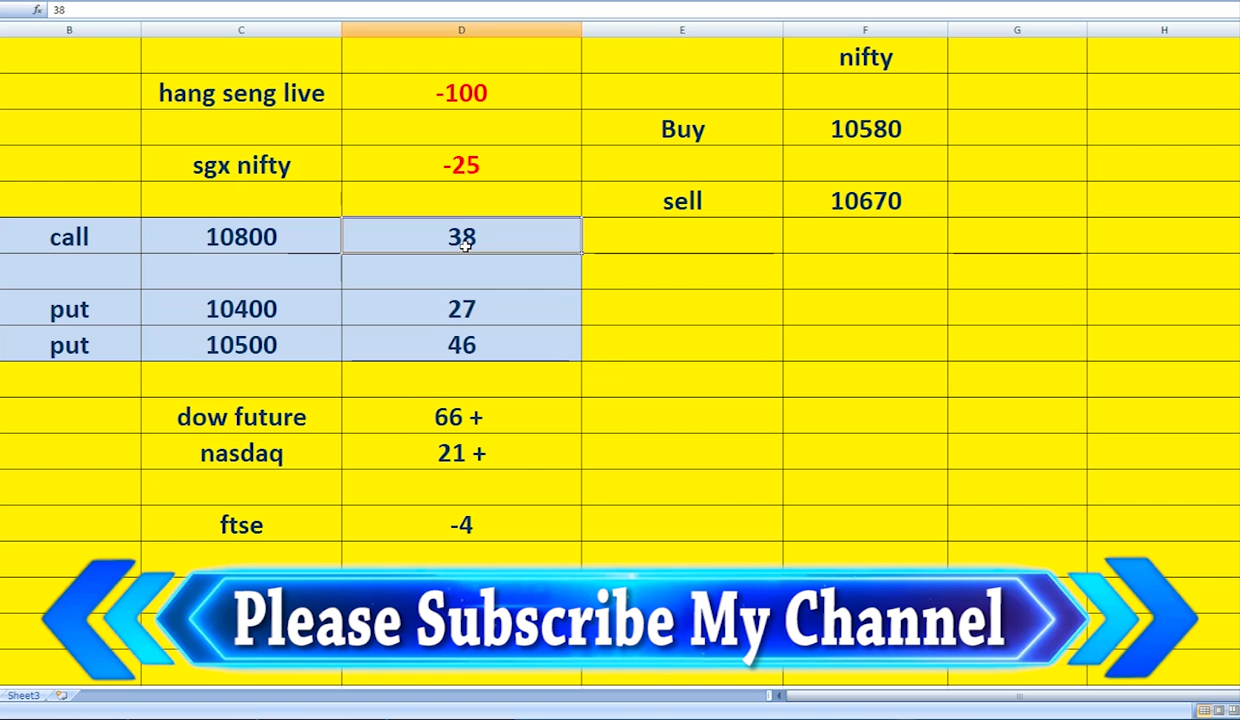 fx 38
B C D E F G H
nifty
hang seng live -100
Buy 10580
sgx nifty -25
sell 10670
call 10800 38
put 10400 27
put 10500 46
dow future 66 +
nasdaq 21 +
ftse -4
Please Subscribe My Channel
Sheet3